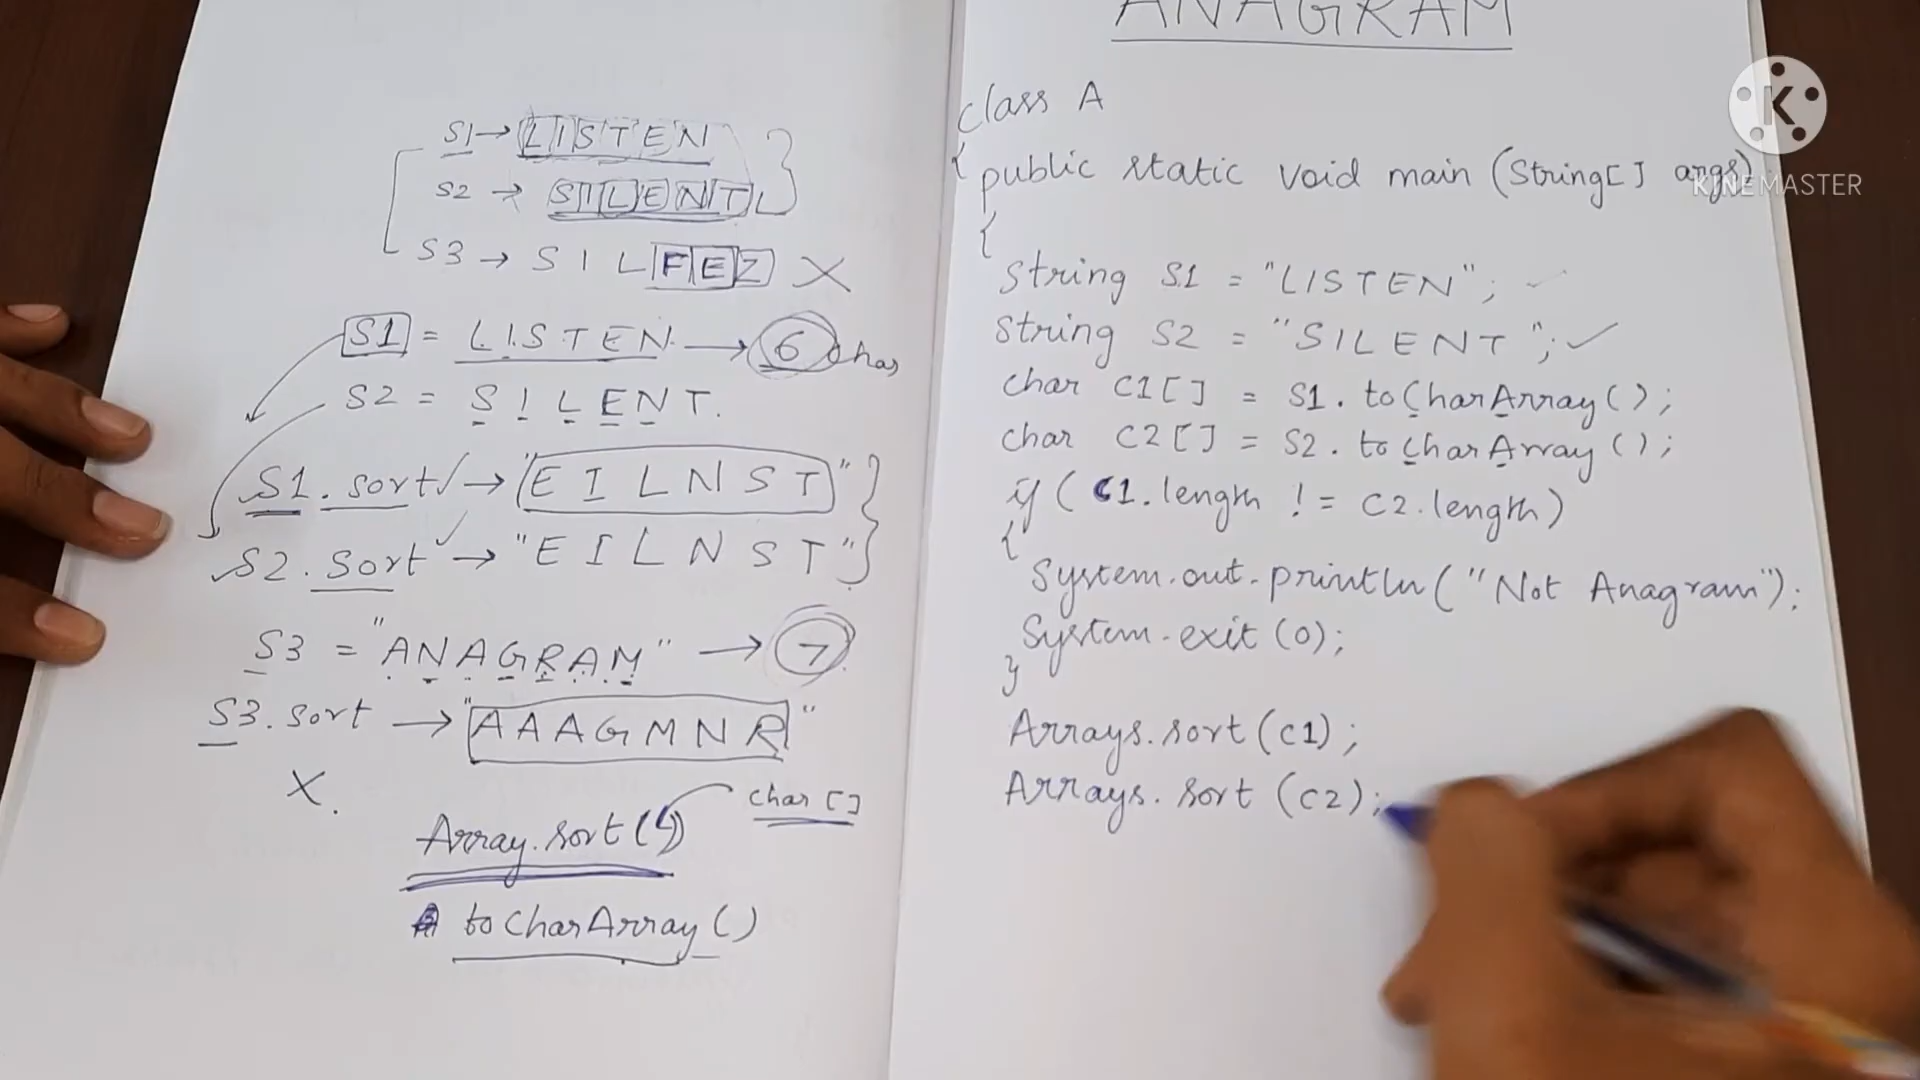 S1 → LISTEN
S2 → SILENT
S3 → SILFEZ X
S1 = LISTEN → 6 chas
S2 = SILENT.
S1.sort → "EILNST"
S2.sort → "EILNST"
S3 = "ANAGRAM" → 7
S3.sort → "AAAGMNR"
X.
char []
Array.sort()
toCharArray()
ANAGRAM
class A
{ public static void main (String[] args)
{
String S1 = "LISTEN";
String S2 = "SILENT";
char C1[] = S1.toCharArray();
char C2[] = S2.toCharArray();
if (C1.length != C2.length)
{
System.out.println("Not Anagram");
System.exit(0);
}
Arrays.sort(c1);
Arrays.sort(c2);
K
KINEMASTER